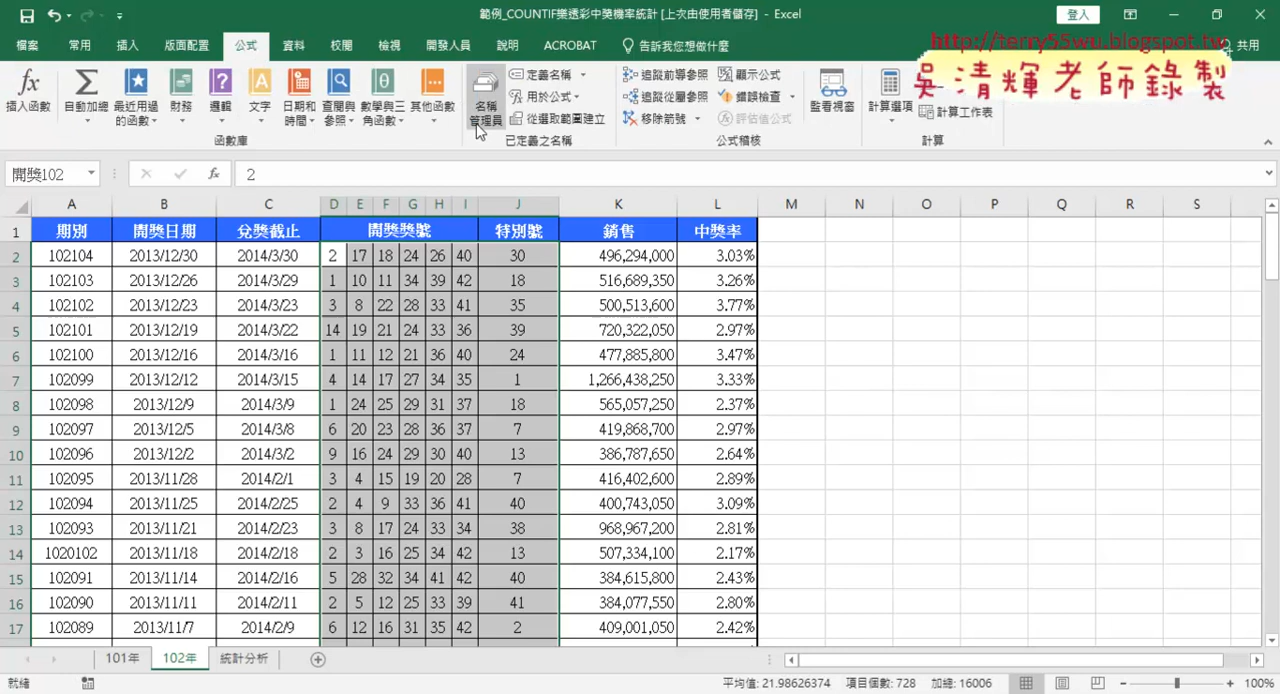 範例_COUNTIF樂透彩中獎機率統計 [上次由使用者儲存] - Excel
登入
檔案 常用 插入 版面配置 公式 資料 校閱 檢視 開發人員 說明 ACROBAT 告訴我您想做什麼 共用
http://terry55wu.blogspot.tw
吳清輝老師錄製
插入函數 自動加總 最近用過的函數 財務 邏輯 文字 日期和時間 查閱與參照 數學與三角函數 其他函數
函數庫
名稱管理員 定義名稱 用於公式 從選取範圍建立
已定義之名稱
追蹤前導參照 追蹤從屬參照 移除箭號 顯示公式 錯誤檢查 評估值公式 監看視窗
公式稽核
計算選項 計算工作表
計算
開獎102 fx 2
A B C D E F G H I J K L M N O P Q R S
1 期別 開獎日期 兌獎截止 開獎獎號 特別號 銷售 中獎率
2 102104 2013/12/30 2014/3/30 2 17 18 24 26 40 30 496,294,000 3.03%
3 102103 2013/12/26 2014/3/29 1 10 11 34 39 42 18 516,689,350 3.26%
4 102102 2013/12/23 2014/3/23 3 8 22 28 33 41 35 500,513,600 3.77%
5 102101 2013/12/19 2014/3/22 14 19 21 24 33 36 39 720,322,050 2.97%
6 102100 2013/12/16 2014/3/16 1 11 12 21 36 40 24 477,885,800 3.47%
7 102099 2013/12/12 2014/3/15 4 14 17 27 34 35 1 1,266,438,250 3.33%
8 102098 2013/12/9 2014/3/9 1 24 25 29 31 37 18 565,057,250 2.37%
9 102097 2013/12/5 2014/3/8 6 20 23 28 36 37 7 419,868,700 2.97%
10 102096 2013/12/2 2014/3/2 9 16 24 29 30 40 13 386,787,650 2.64%
11 102095 2013/11/28 2014/2/1 3 4 15 19 20 28 7 416,402,600 2.89%
12 102094 2013/11/25 2014/2/25 2 4 9 33 36 41 40 400,743,050 3.09%
13 102093 2013/11/21 2014/2/23 3 8 17 24 33 34 38 968,967,200 2.81%
14 1020102 2013/11/18 2014/2/18 2 3 16 25 34 42 13 507,334,100 2.17%
15 102091 2013/11/14 2014/2/16 5 28 32 34 41 42 40 384,615,800 2.43%
16 102090 2013/11/11 2014/2/11 2 5 12 25 33 39 41 384,077,550 2.80%
17 102089 2013/11/7 2014/2/9 6 12 16 31 35 42 2 409,001,050 2.42%
101年 102年 統計分析
就緒 平均值: 21.98626374 項目個數: 728 加總: 16006 100%